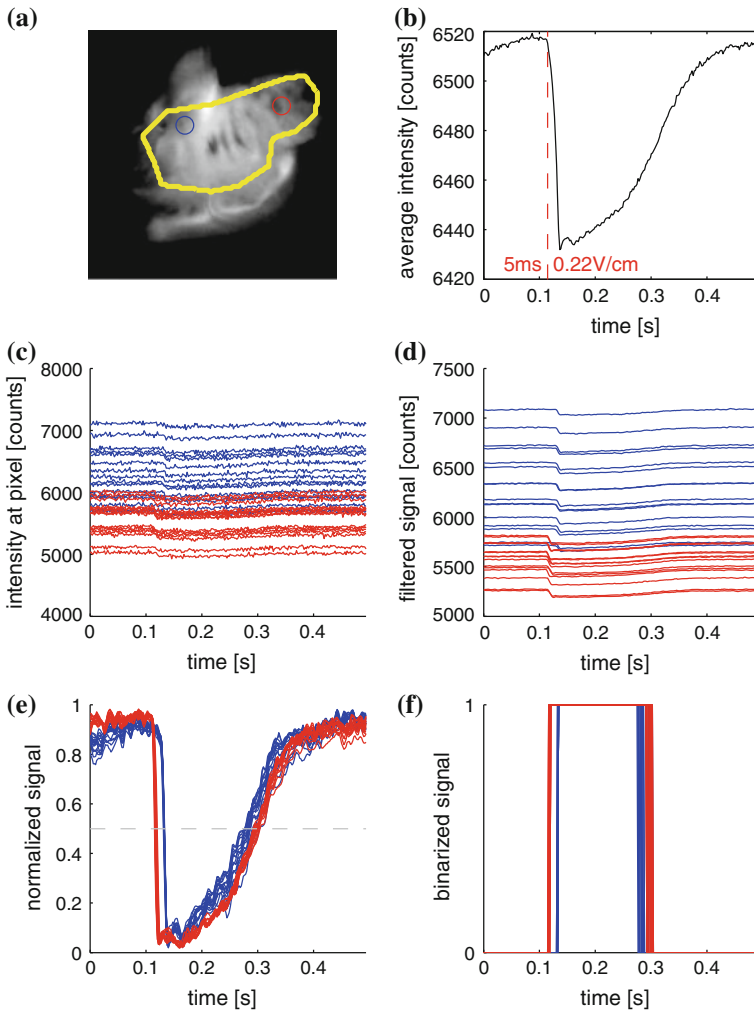 (a)
(b)
6520
6500
6480
6460
6440
6420
average intensity [counts]
5ms 0.22V/cm
0 0.1 0.2 0.3 0.4
time [s]
(c)
8000
7000
6000
5000
4000
intensity at pixel [counts]
0 0.1 0.2 0.3 0.4
time [s]
(d)
7500
7000
6500
6000
5500
5000
filtered signal [counts]
0 0.1 0.2 0.3 0.4
time [s]
(e)
1
0.8
0.6
0.4
0.2
0
normalized signal
0 0.1 0.2 0.3 0.4
time [s]
(f)
1
0
binarized signal
0 0.1 0.2 0.3 0.4
time [s]